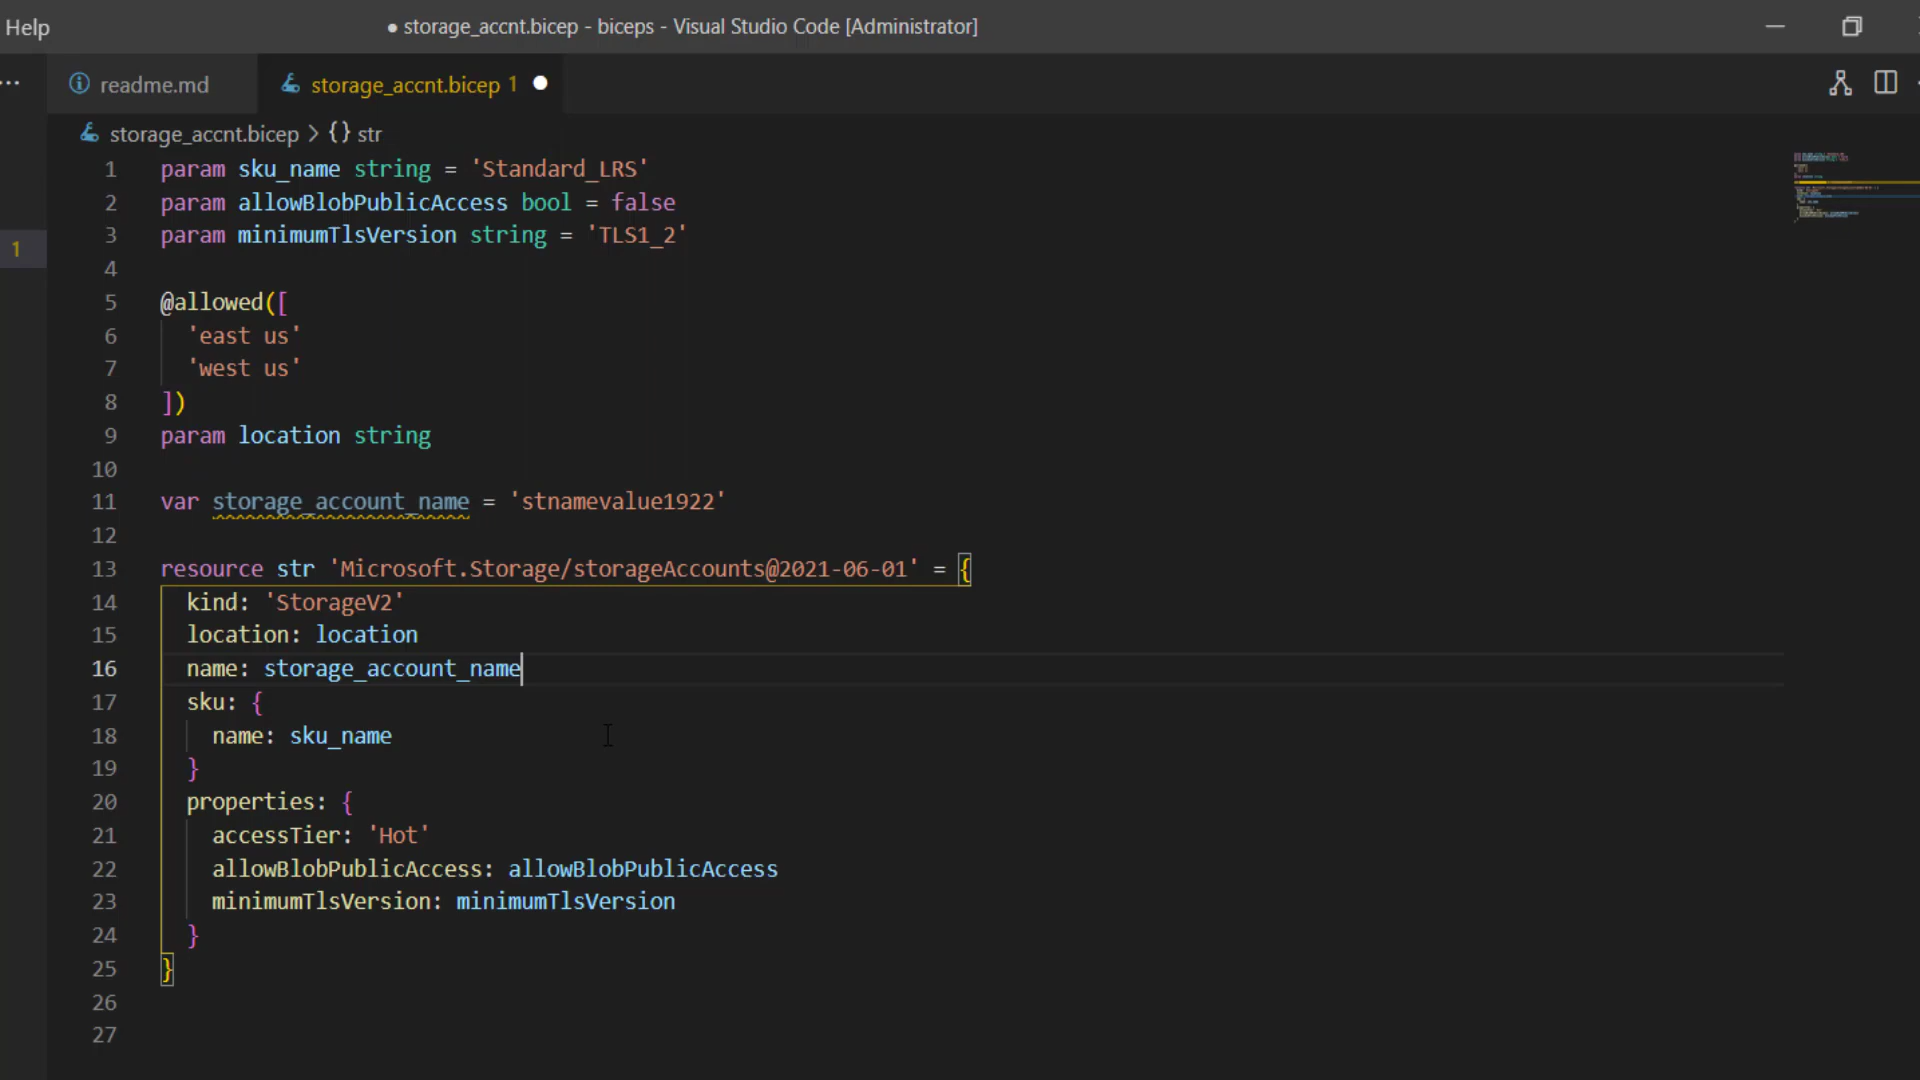 Help
● storage_accnt.bicep - biceps - Visual Studio Code [Administrator]
readme.md
storage_accnt.bicep 1
storage_accnt.bicep > {} str
1
1 param sku_name string = 'Standard_LRS'
2 param allowBlobPublicAccess bool = false
3 param minimumTlsVersion string = 'TLS1_2'
4
5 @allowed([
6 'east us'
7 'west us'
8 ])
9 param location string
10
11 var storage_account_name = 'stnamevalue1922'
12
13 resource str 'Microsoft.Storage/storageAccounts@2021-06-01' = {
14 kind: 'StorageV2'
15 location: location
16 name: storage_account_name
17 sku: {
18 name: sku_name
19 }
20 properties: {
21 accessTier: 'Hot'
22 allowBlobPublicAccess: allowBlobPublicAccess
23 minimumTlsVersion: minimumTlsVersion
24 }
25 }
26
27